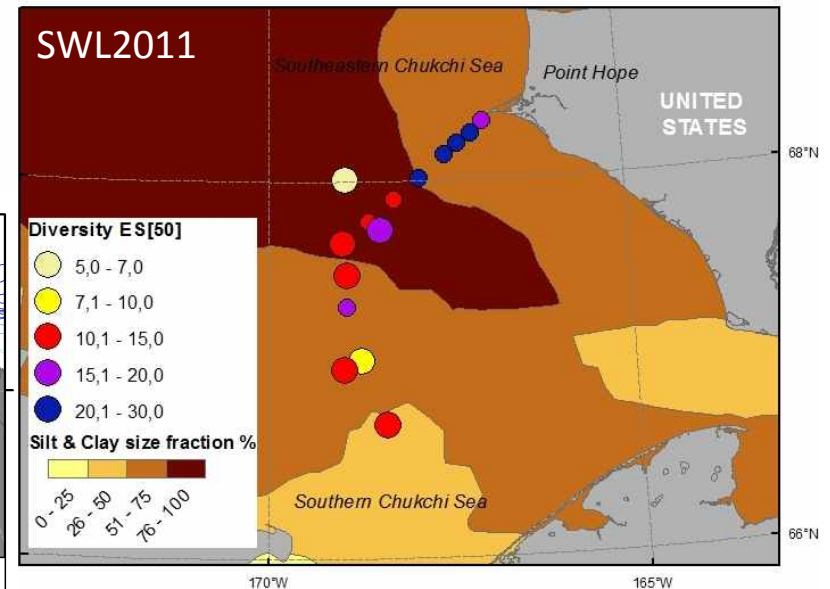 SWL2011
Southeastern Chukchi Sea
Point Hope
UNITED
STATES
68°N
Diversity ES[50]
5,0 - 7,0
7,1 - 10,0
10,1 - 15,0
15,1 - 20,0
20,1 - 30,0
Silt & Clay size fraction %
0 - 25
26 - 50
51 - 75
76 - 100
Southern Chukchi Sea
66°N
170°W
165°W